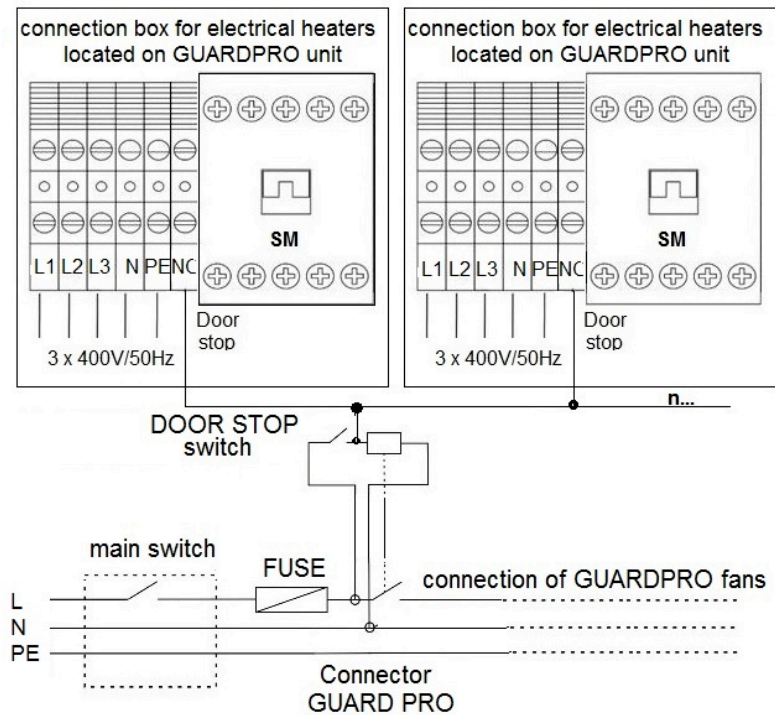 connection box for electrical heaters
located on GUARDPRO unit
SM
L1 L2 L3 N PE NC
Door
stop
3 x 400V/50Hz
connection box for electrical heaters
located on GUARDPRO unit
SM
L1 L2 L3 N PE NC
Door
stop
3 x 400V/50Hz
n...
DOOR STOP
switch
main switch
FUSE
connection of GUARDPRO fans
L
N
PE
Connector
GUARD PRO